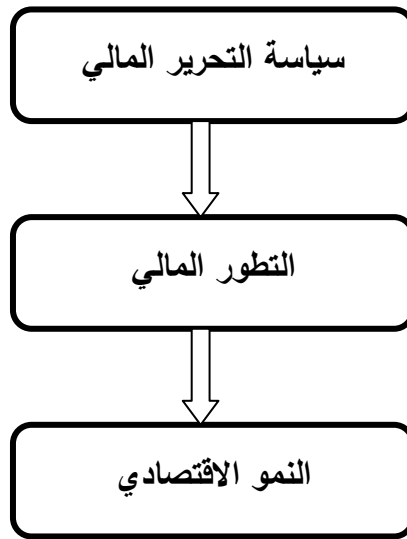 سياسة التحرير المالي
التطور المالي
النمو الاقتصادي